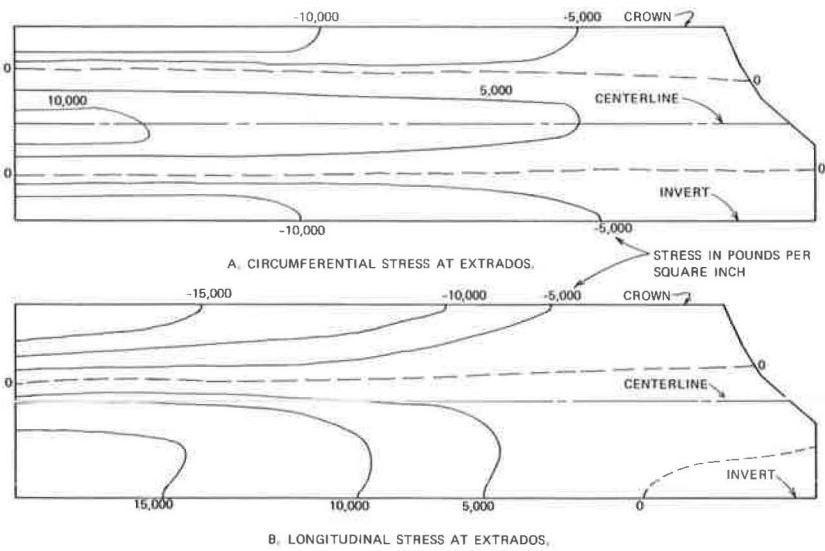 -10,000
-5,000
CROWN
0
0
10,000
5,000
CENTERLINE
0
0
INVERT
-10,000
-5,000
A. CIRCUMFERENTIAL STRESS AT EXTRADOS.
STRESS IN POUNDS PER
SQUARE INCH
-15,000
-10,000
-5,000
CROWN
0
0
CENTERLINE
INVERT
15,000
10,000
5,000
0
B. LONGITUDINAL STRESS AT EXTRADOS.